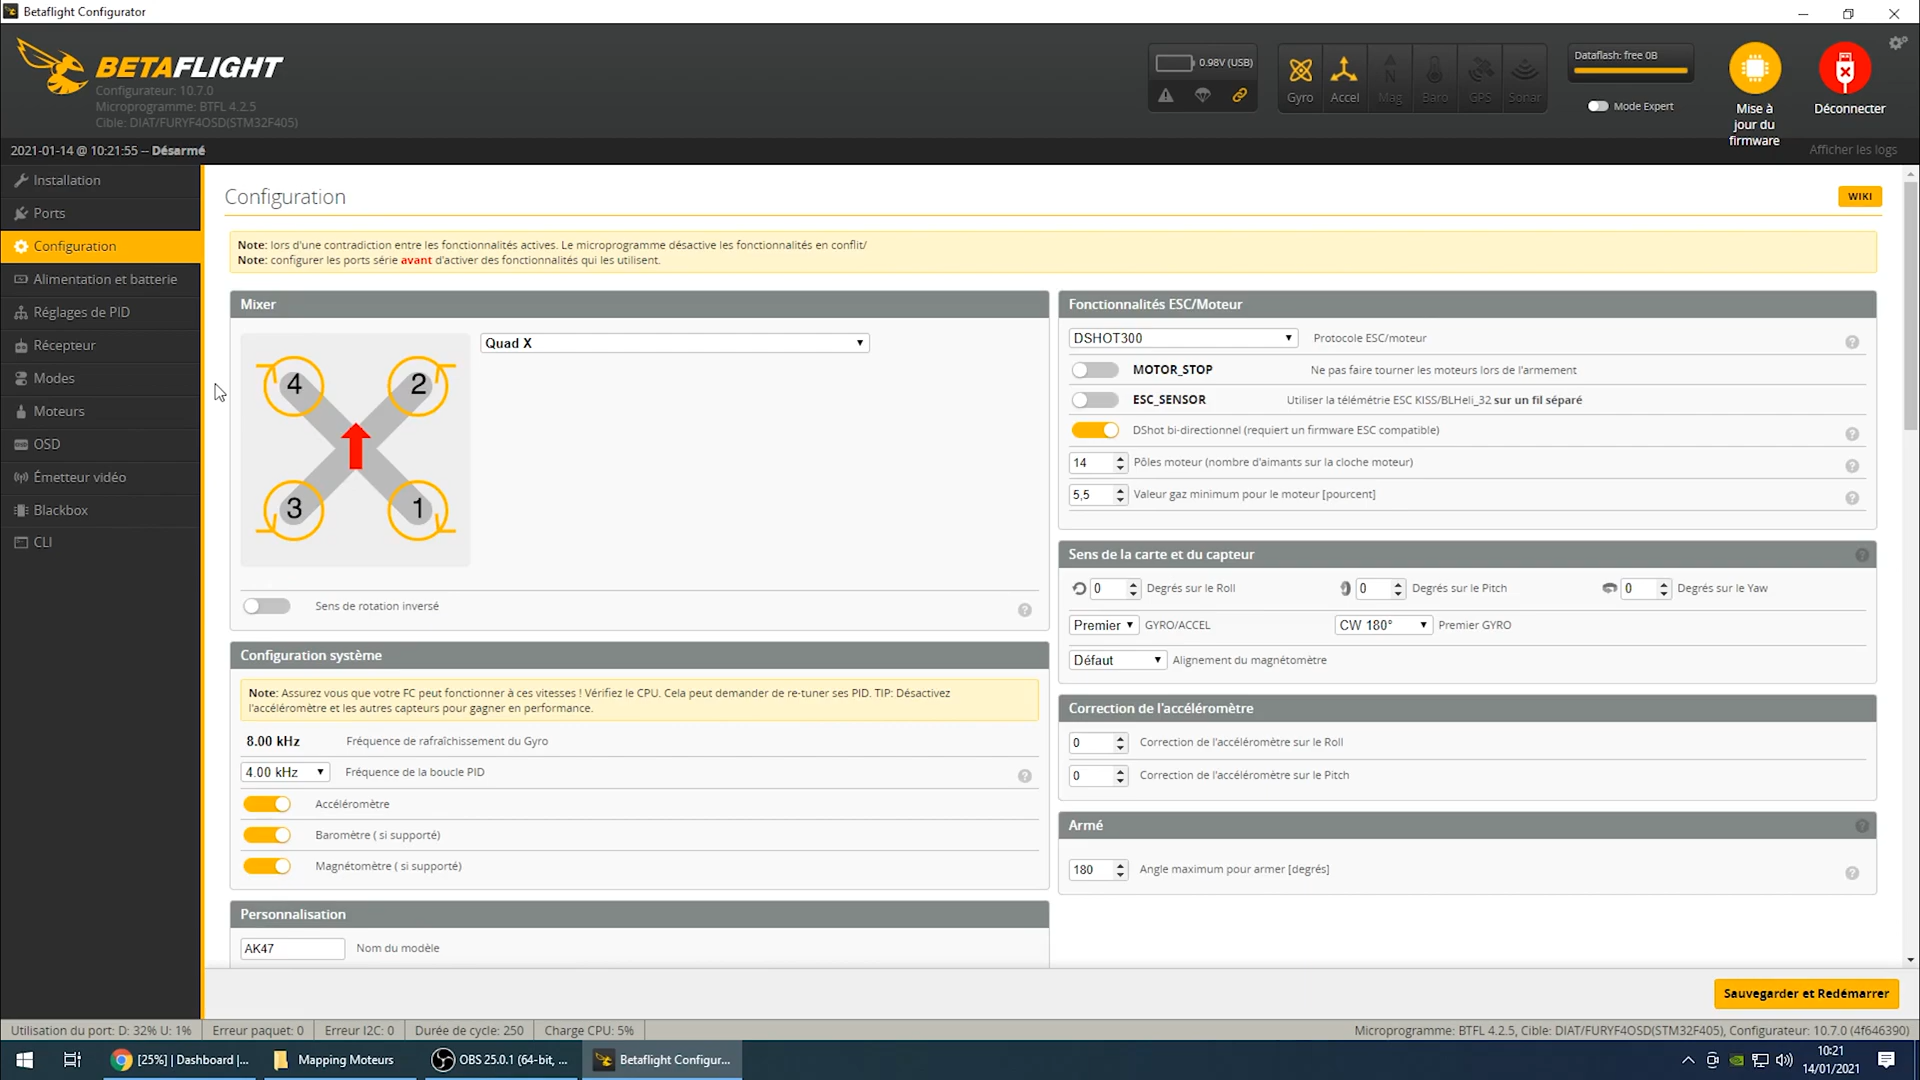 Betaflight Configurator
BETAFLIGHT
Configurateur: 10.7.0
Microprogramme: BTFL 4.2.5
Cible: DIAT/FURYF4OSD(STM32F405)
0.98V (USB)
Gyro
Accel
Mag
Baro
GPS
Sonar
Dataflash: free 0B
Mode Expert
Mise à
jour du
firmware
Déconnecter
2021-01-14 @ 10:21:55 -- Désarmé
Afficher les logs
Installation
Ports
Configuration
Alimentation et batterie
Réglages de PID
Récepteur
Modes
Moteurs
OSD
Émetteur vidéo
Blackbox
CLI
Configuration
WIKI
Note: lors d'une contradiction entre les fonctionnalités actives. Le microprogramme désactive les fonctionnalités en conflit/
Note: configurer les ports série avant d'activer des fonctionnalités qui les utilisent.
Mixer
Quad X
4
2
3
1
Sens de rotation inversé
Configuration système
Note: Assurez vous que votre FC peut fonctionner à ces vitesses ! Vérifiez le CPU. Cela peut demander de re-tuner ses PID. TIP: Désactivez
l'accéléromètre et les autres capteurs pour gagner en performance.
8.00 kHz Fréquence de rafraîchissement du Gyro
4.00 kHz Fréquence de la boucle PID
Accéléromètre
Baromètre ( si supporté)
Magnétomètre ( si supporté)
Personnalisation
AK47 Nom du modèle
Fonctionnalités ESC/Moteur
DSHOT300 Protocole ESC/moteur
MOTOR_STOP Ne pas faire tourner les moteurs lors de l'armement
ESC_SENSOR Utiliser la télémétrie ESC KISS/BLHeli_32 sur un fil séparé
DShot bi-directionnel (requiert un firmware ESC compatible)
14 Pôles moteur (nombre d'aimants sur la cloche moteur)
5,5 Valeur gaz minimum pour le moteur [pourcent]
Sens de la carte et du capteur
0 Degrés sur le Roll 0 Degrés sur le Pitch 0 Degrés sur le Yaw
Premier GYRO/ACCEL CW 180° Premier GYRO
Défaut Alignement du magnétomètre
Correction de l'accéléromètre
0 Correction de l'accéléromètre sur le Roll
0 Correction de l'accéléromètre sur le Pitch
Armé
180 Angle maximum pour armer [degrés]
Sauvegarder et Redémarrer
Utilisation du port: D: 32% U: 1% Erreur paquet: 0 Erreur I2C: 0 Durée de cycle: 250 Charge CPU: 5% Microprogramme: BTFL 4.2.5, Cible: DIAT/FURYF4OSD(STM32F405), Configurateur: 10.7.0 (4f646390)
[25%] | Dashboard |... Mapping Moteurs OBS 25.0.1 (64-bit, ... Betaflight Configur...
10:21
14/01/2021